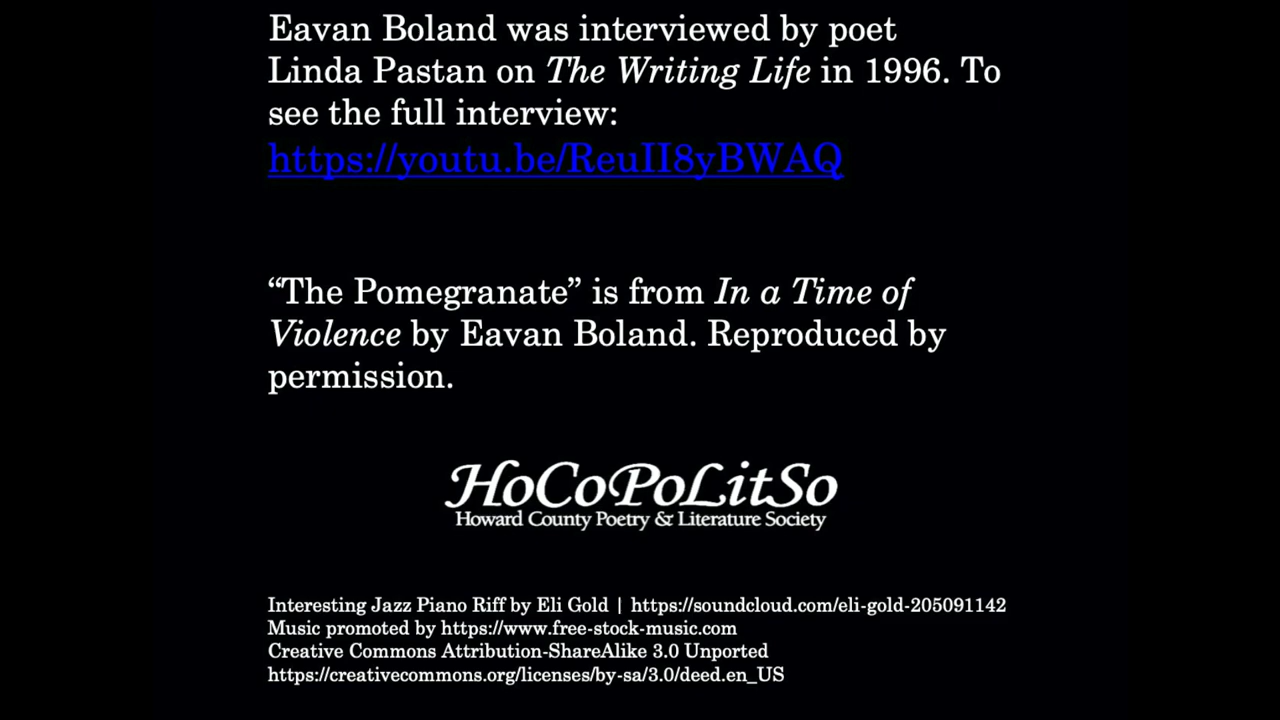 Eavan Boland was interviewed by poet
Linda Pastan on The Writing Life in 1996. To
see the full interview:
https://youtu.be/ReuII8yBWAQ
“The Pomegranate” is from In a Time of
Violence by Eavan Boland. Reproduced by
permission.
HoCoPoLitSo
Howard County Poetry & Literature Society
Interesting Jazz Piano Riff by Eli Gold | https://soundcloud.com/eli-gold-205091142
Music promoted by https://www.free-stock-music.com
Creative Commons Attribution-ShareAlike 3.0 Unported
https://creativecommons.org/licenses/by-sa/3.0/deed.en_US